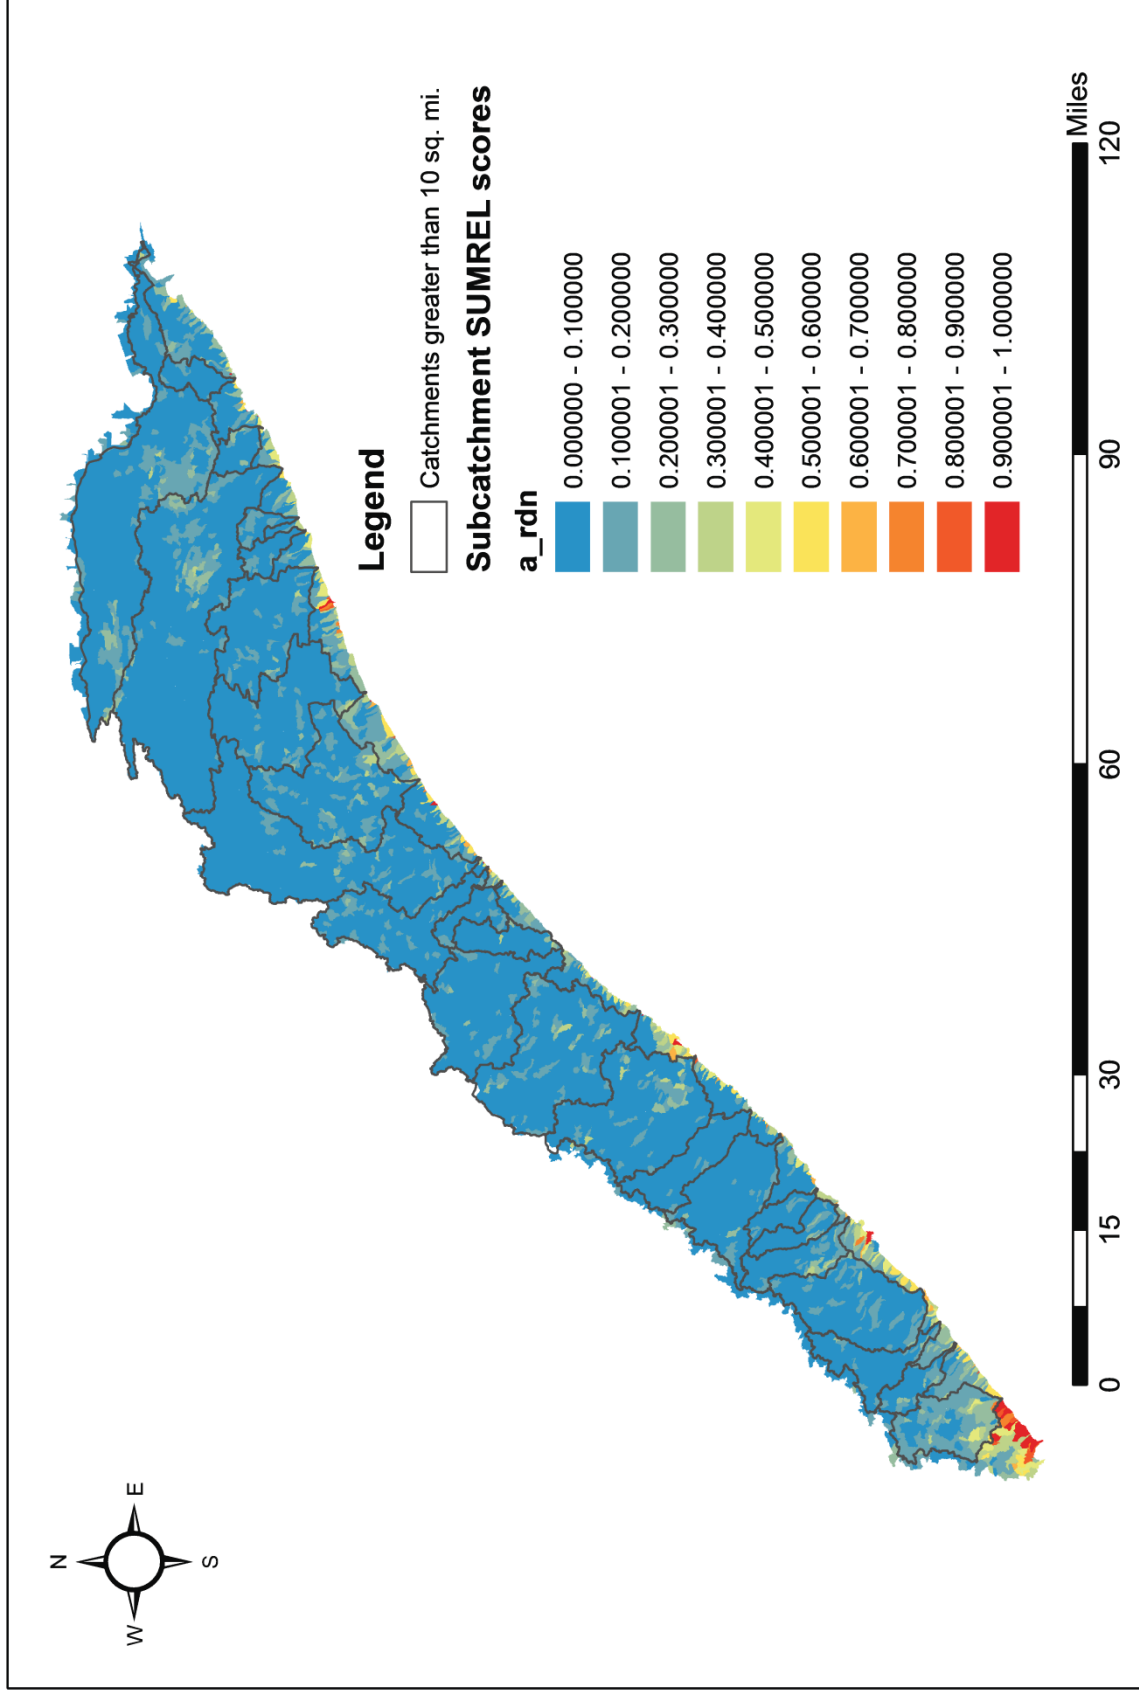 N
W
E
S
Legend
Catchments greater than 10 sq. mi.
Subcatchment SUMREL scores
a_rdn
0.000000 - 0.100000
0.100001 - 0.200000
0.200001 - 0.300000
0.300001 - 0.400000
0.400001 - 0.500000
0.500001 - 0.600000
0.600001 - 0.700000
0.700001 - 0.800000
0.800001 - 0.900000
0.900001 - 1.000000
Miles
0 15 30 60 90 120